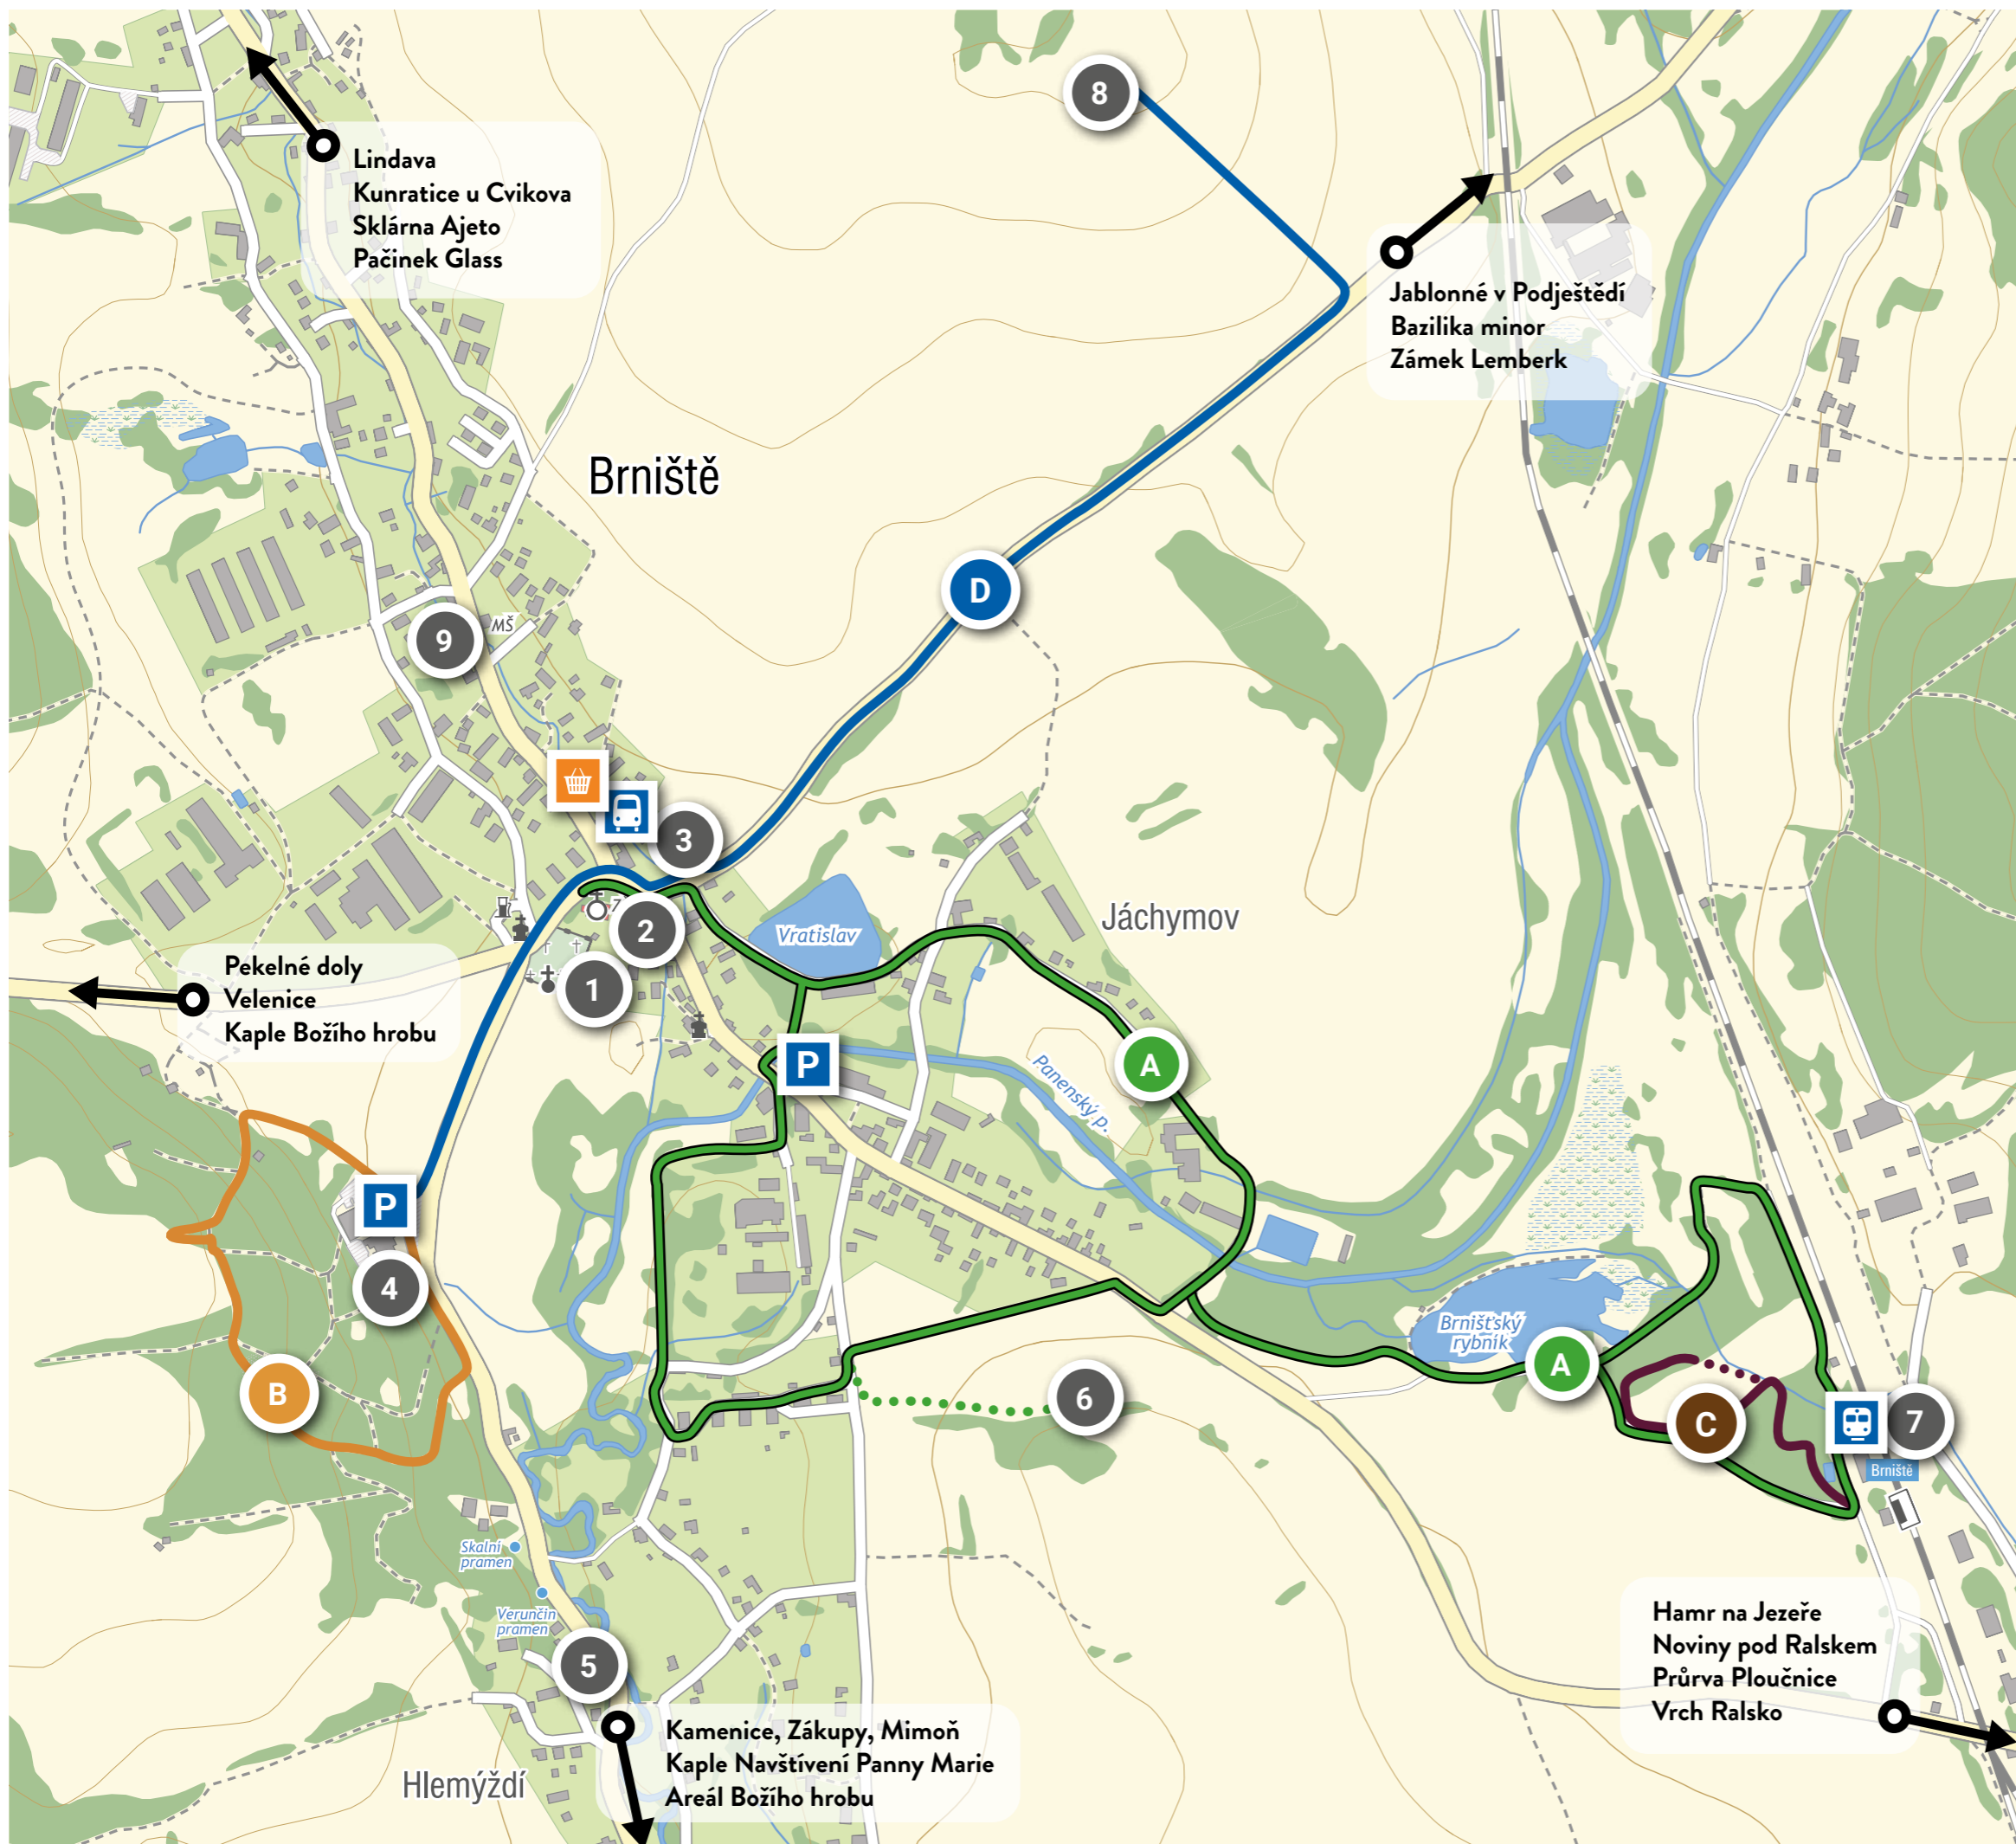 8
Lindava
Kunratice u Cvikova
Sklárna Ajeto
Pačinek Glass
Jablonné v Podještědí
Bazilika minor
Zámek Lemberk
Brniště
D
9
MŠ
3
Jáchymov
2
Vratislav
1
Pekelné doly
Velenice
Kaple Božího hrobu
P
A
Panenský p.
P
4
B
Brnišťský
rybník
A
6
C
7
Brniště
Skalní
pramen
Verunčin
pramen
5
Hamr na Jezeře
Noviny pod Ralskem
Průrva Ploučnice
Vrch Ralsko
Kamenice, Zákupy, Mimoň
Kaple Navštívení Panny Marie
Areál Božího hrobu
Hlemýždí